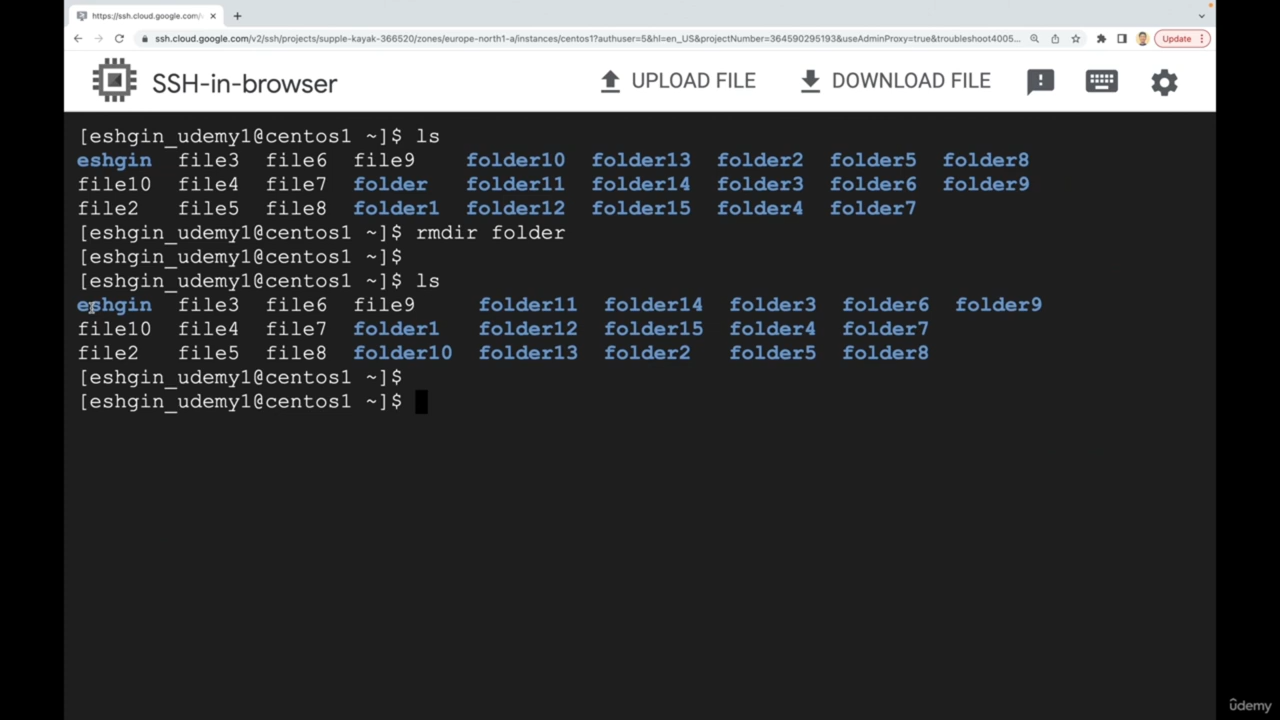 https://ssh.cloud.google.com/v
ssh.cloud.google.com/v2/ssh/projects/supple-kayak-366520/zones/europe-north1-a/instances/centos1?authuser=5&hl=en_US&projectNumber=364590295193&useAdminProxy=true&troubleshoot4005... Update
SSH-in-browser UPLOAD FILE DOWNLOAD FILE
[eshgin_udemy1@centos1 ~]$ ls
eshgin file3 file6 file9 folder10 folder13 folder2 folder5 folder8
file10 file4 file7 folder folder11 folder14 folder3 folder6 folder9
file2 file5 file8 folder1 folder12 folder15 folder4 folder7
[eshgin_udemy1@centos1 ~]$ rmdir folder
[eshgin_udemy1@centos1 ~]$
[eshgin_udemy1@centos1 ~]$ ls
eshgin file3 file6 file9 folder11 folder14 folder3 folder6 folder9
file10 file4 file7 folder1 folder12 folder15 folder4 folder7
file2 file5 file8 folder10 folder13 folder2 folder5 folder8
[eshgin_udemy1@centos1 ~]$
[eshgin_udemy1@centos1 ~]$
ûdemy